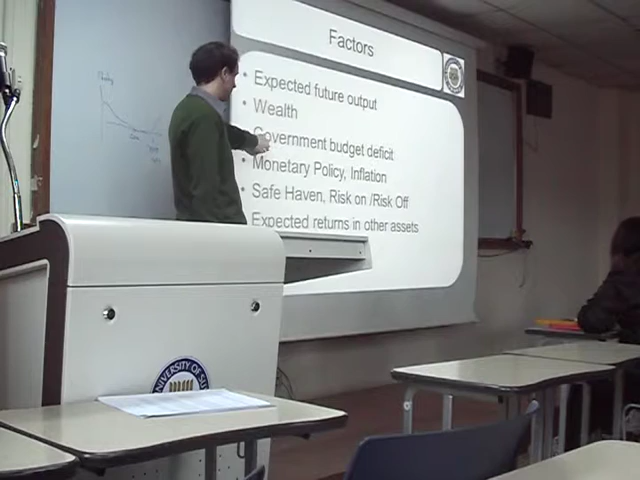 Factors
• Expected future output
• Wealth
• Government budget deficit
• Monetary Policy, Inflation
• Safe Haven, Risk on /Risk Off
Expected returns in other assets
UNIVERSITY OF